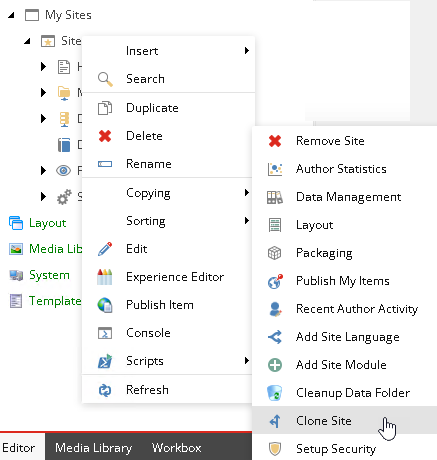 My Sites
Site
Layout
Media Lib
System
Template
Insert
Search
Duplicate
Delete
Rename
Copying
Sorting
Edit
Experience Editor
Publish Item
Console
Scripts
Refresh
Remove Site
Author Statistics
Data Management
Layout
Packaging
Publish My Items
Recent Author Activity
Add Site Language
Add Site Module
Cleanup Data Folder
Clone Site
Setup Security
Editor
Media Library
Workbox